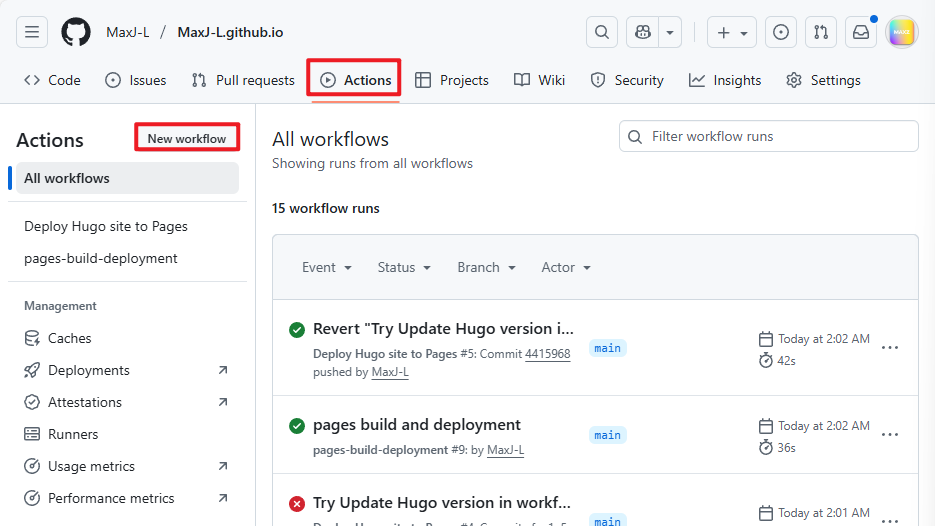 MaxJ-L / MaxJ-L.github.io
Code Issues Pull requests Actions Projects Wiki Security Insights Settings
Actions
New workflow
All workflows
Deploy Hugo site to Pages
pages-build-deployment
Management
Caches
Deployments
Attestations
Runners
Usage metrics
Performance metrics
All workflows
Showing runs from all workflows
Filter workflow runs
15 workflow runs
Event Status Branch Actor
Revert "Try Update Hugo version i...
Deploy Hugo site to Pages #5: Commit 4415968
pushed by MaxJ-L
main
Today at 2:02 AM
42s
pages build and deployment
pages-build-deployment #9: by MaxJ-L
main
Today at 2:02 AM
36s
Try Update Hugo version in workf...
main
Today at 2:01 AM